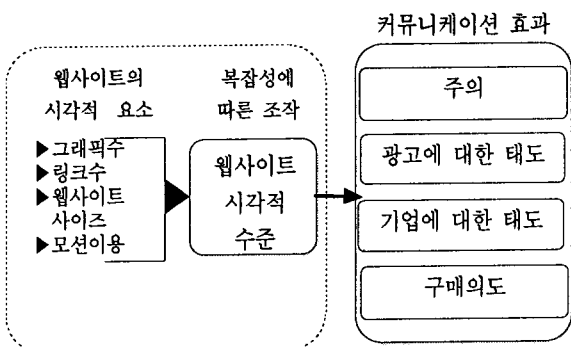 커뮤니케이션 효과
웹사이트의
시각적 요소
▶그래픽수
▶링크수
▶웹사이트
사이즈
▶모션이용
복잡성에
따른 조작
웹사이트
시각적
수준
주의
광고에 대한 태도
기업에 대한 태도
구매의도